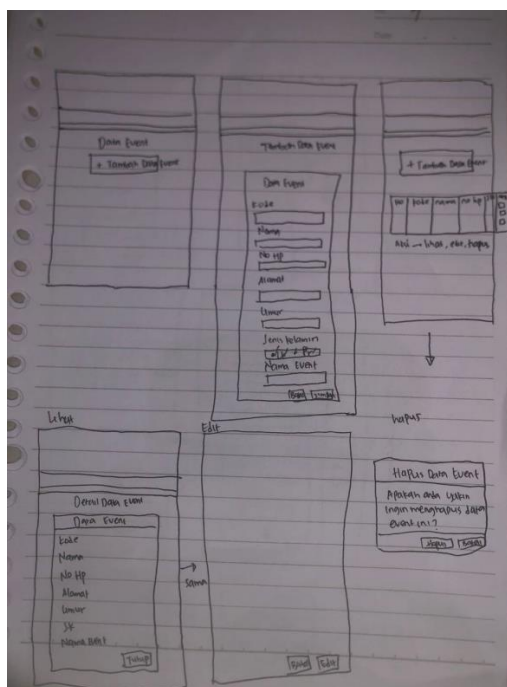 Data Event
+ Tambah Data Event
Tambah Data Event
Data Event
Kode
Nama
No Hp
Alamat
Umur
Jenis kelamin
Nama Event
+ Tambah Data Event
no kode nama no hp
Aksi → lihat, edit, hapus
Lihat
Detail Data Event
Data Event
Kode
Nama
No Hp
Alamat
Umur
JK
Nama Event
Tutup
sama
Edit
Edit
hapus
Hapus Data Event
Apakah anda yakin
ingin menghapus data
event ini?
Hapus Batal